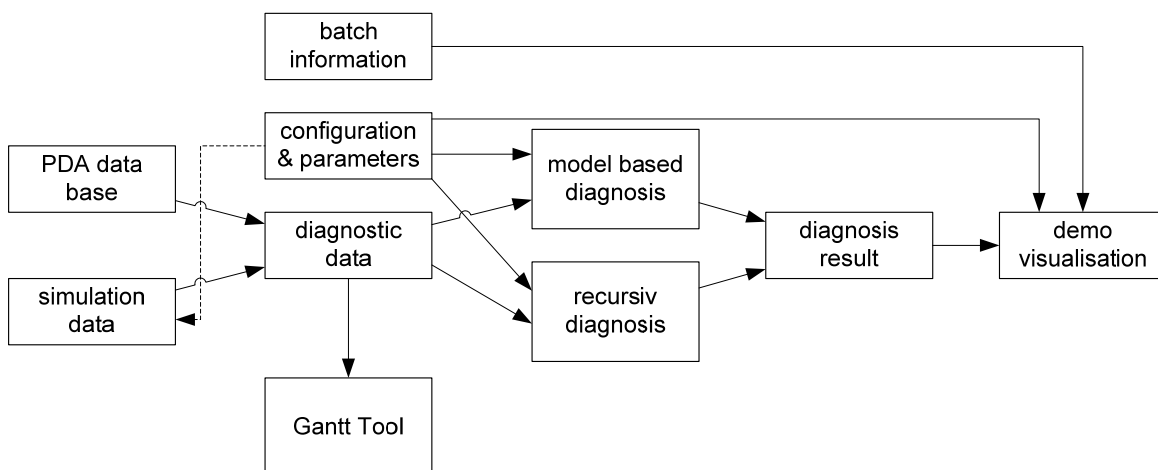 batch
information
configuration
& parameters
PDA data
base
model based
diagnosis
diagnostic
data
diagnosis
result
demo
visualisation
simulation
data
recursiv
diagnosis
Gantt Tool